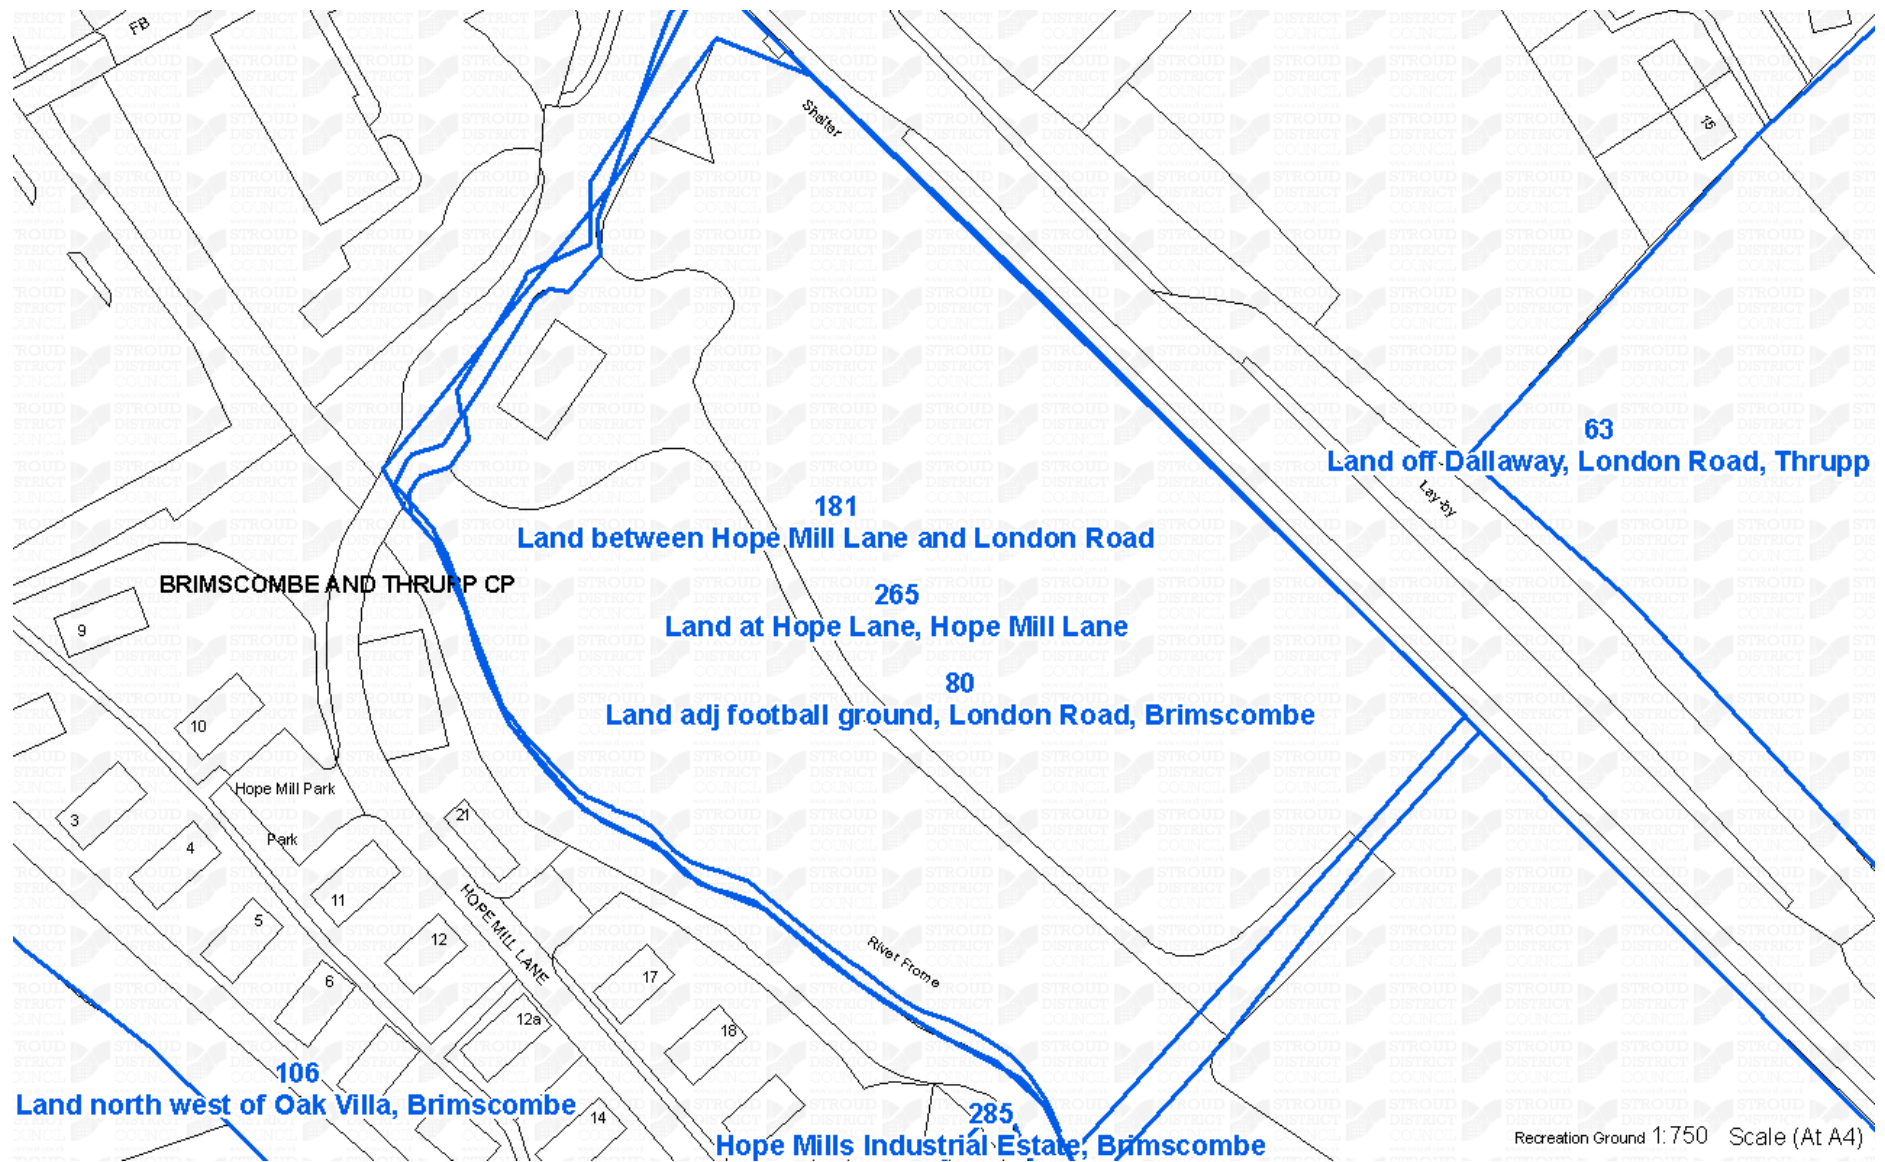 FB
Shelter
15
63
Land off Dallaway, London Road, Thrupp
Lay-by
181
Land between Hope Mill Lane and London Road
BRIMSCOMBE AND THRUPP CP
265
Land at Hope Lane, Hope Mill Lane
9
80
Land adj football ground, London Road, Brimscombe
10
Hope Mill Park
3
21
Park
4
11
5
12
HOPE MILL LANE
River Frome
17
6
12a
18
106
Land north west of Oak Villa, Brimscombe
14
285
Hope Mills Industrial Estate, Brimscombe
Recreation Ground 1:750 Scale (At A4)
STROUD
DISTRICT
COUNCIL